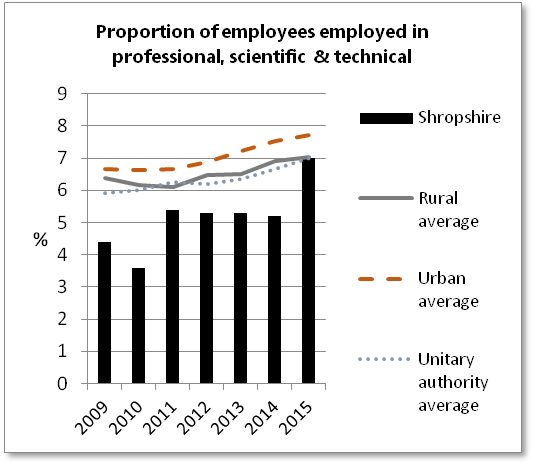 Proportion of employees employed in
professional, scientific & technical
9
8
7
6
5
4
3
2
1
0
%
2009
2010
2011
2012
2013
2014
2015
Shropshire
Rural
average
Urban
average
Unitary
authority
average